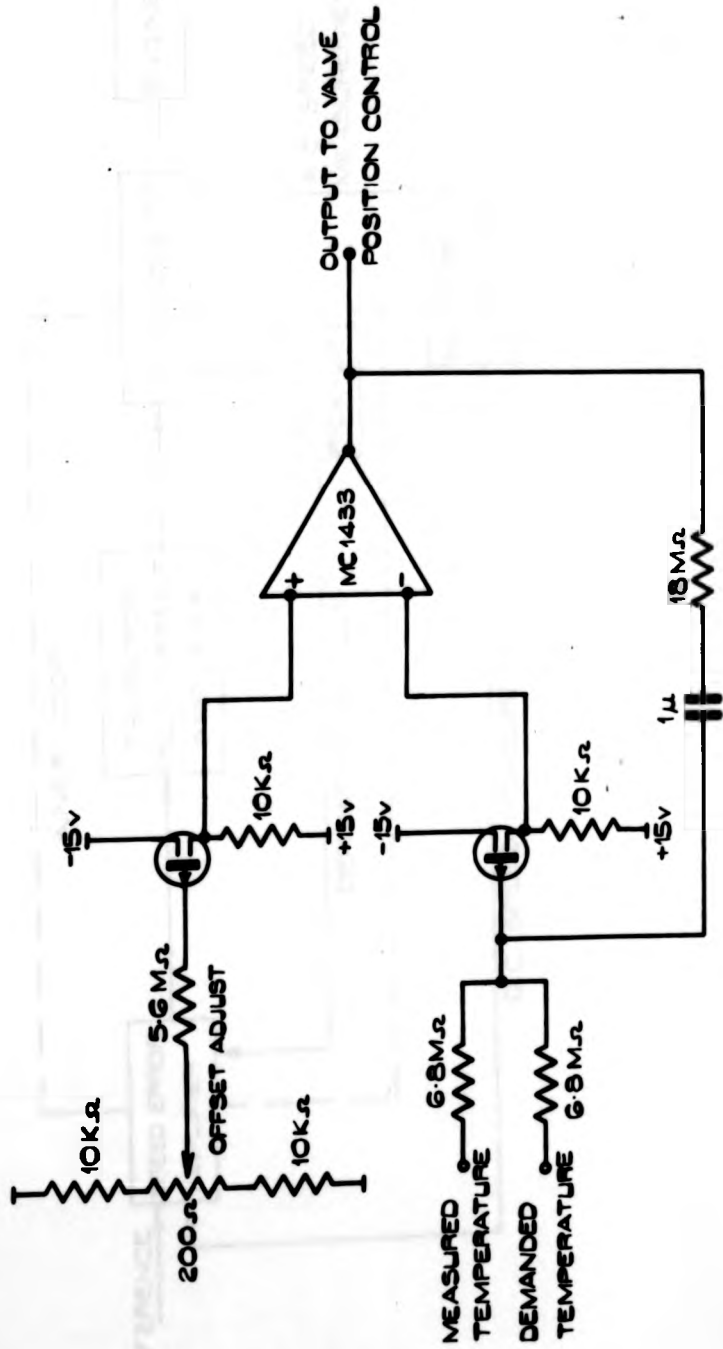 10KΩ
200Ω
10KΩ
5·6MΩ
OFFSET ADJUST
-15v
10KΩ
+15v
MEASURED
TEMPERATURE
DEMANDED
TEMPERATURE
6·8MΩ
6·8MΩ
-15v
10KΩ
+15v
+
-
MC1433
1μ
18MΩ
OUTPUT TO VALVE
POSITION CONTROL